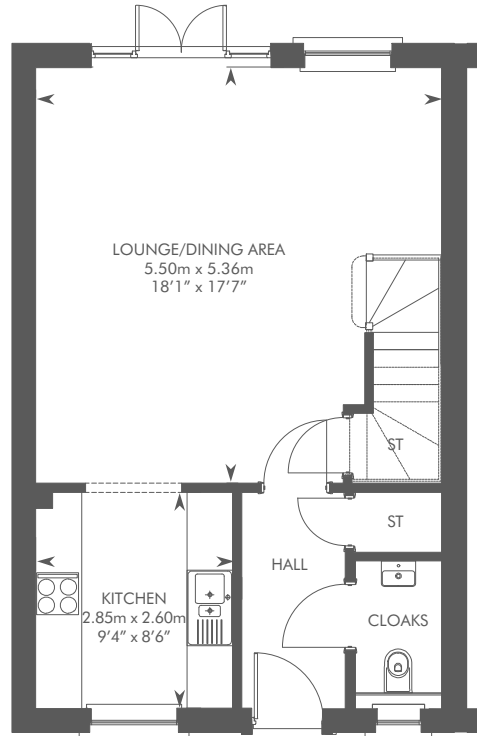 LOUNGE/DINING AREA
5.50m x 5.36m
18’1” x 17’7”
ST
ST
HALL
KITCHEN
2.85m x 2.60m
9’4” x 8’6”
CLOAKS